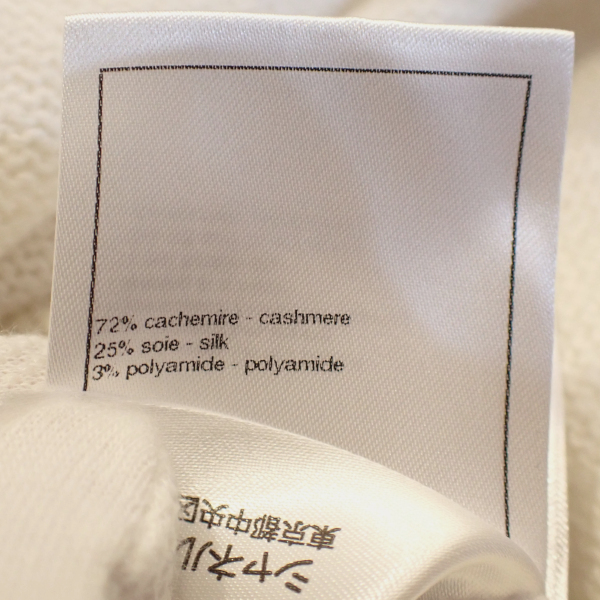 72% cachemire - cashmere
25% soie - silk
3% polyamide - polyamide
シャネル
東京都中央区